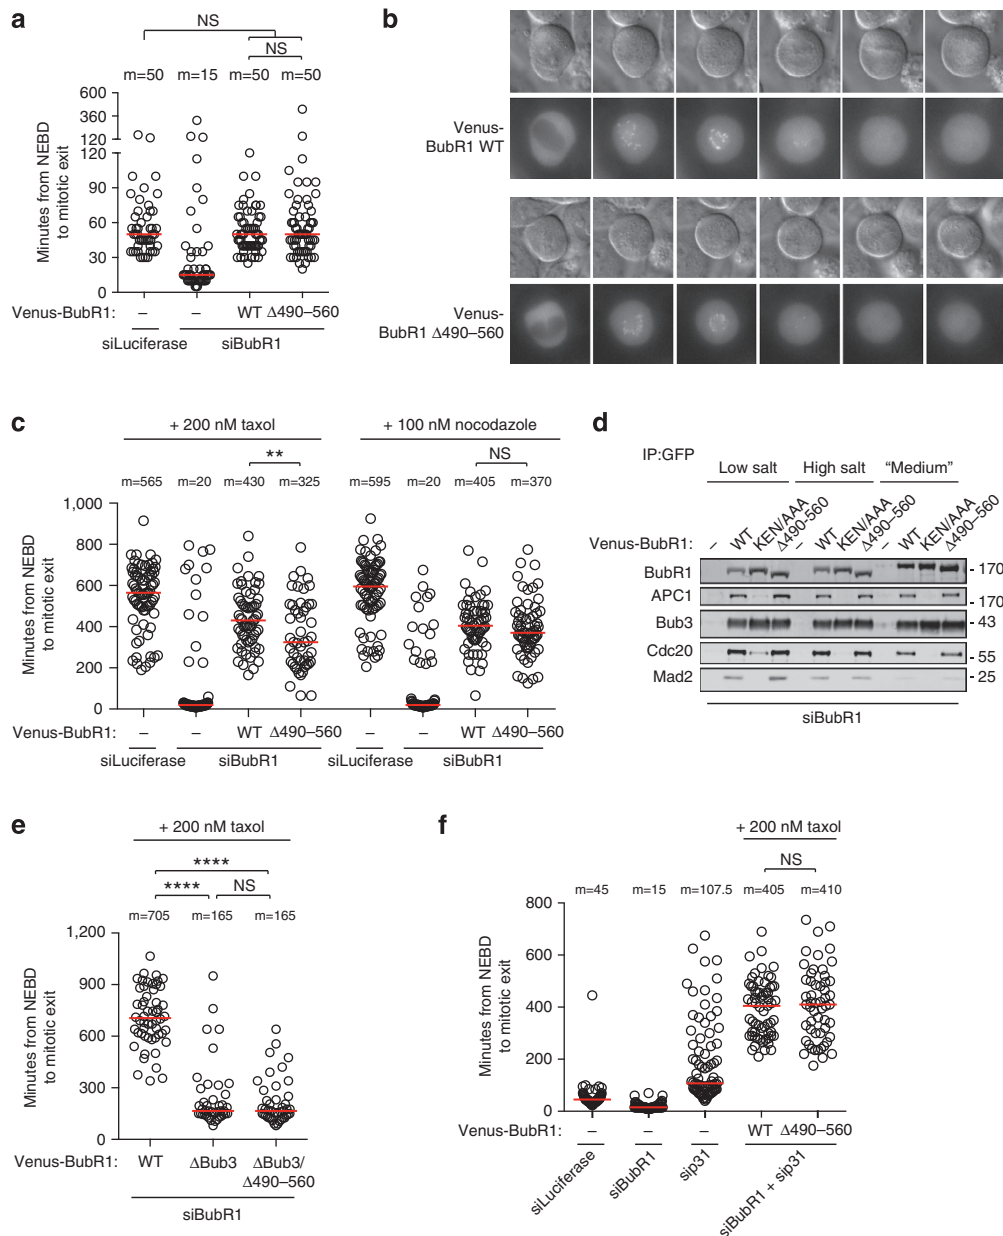 a
NS
NS
m=50 m=15 m=50 m=50
600
360
120
120
90
60
30
0
Minutes from NEBD
to mitotic exit
Venus-BubR1: – – WT Δ490–560
siLuciferase siBubR1
b
Venus-
BubR1 WT
Venus-
BubR1 Δ490–560
c
+ 200 nM taxol + 100 nM nocodazole
** NS
m=565 m=20 m=430 m=325 m=595 m=20 m=405 m=370
1,000
800
600
400
200
0
Minutes from NEBD
to mitotic exit
Venus-BubR1: – – WT Δ490–560 – – WT Δ490–560
siLuciferase siBubR1 siLuciferase siBubR1
d
IP:GFP
Low salt High salt "Medium"
Venus-BubR1: – WT KEN/AAA Δ490–560 – WT KEN/AAA Δ490–560 – WT KEN/AAA Δ490–560
BubR1 - 170
APC1 - 170
Bub3 - 43
Cdc20 - 55
Mad2 - 25
siBubR1
e
+ 200 nM taxol
****
**** NS
m=705 m=165 m=165
1,200
900
600
300
0
Minutes from NEBD
to mitotic exit
Venus-BubR1: WT ΔBub3 ΔBub3/
Δ490–560
siBubR1
f
+ 200 nM taxol
NS
m=45 m=15 m=107.5 m=405 m=410
800
600
400
200
0
Minutes from NEBD
to mitotic exit
Venus-BubR1: – – – WT Δ490–560
siLuciferase siBubR1 sip31 siBubR1 + sip31